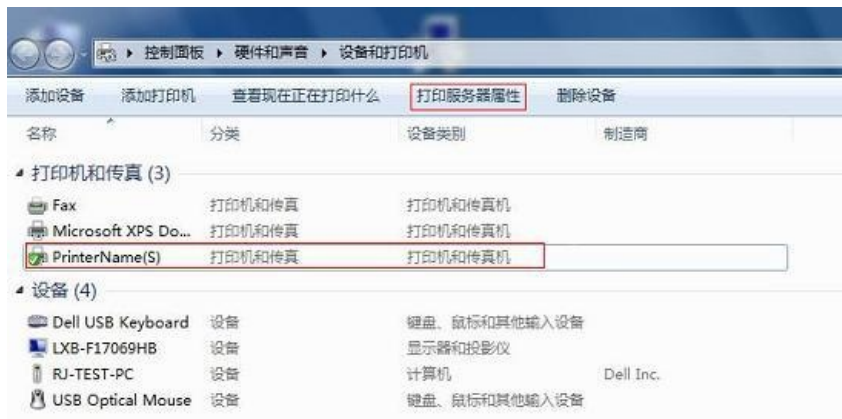 控制面板 硬件和声音 设备和打印机
添加设备 添加打印机 查看现在正在打印什么 打印服务器属性 删除设备
名称 分类 设备类别 制造商
打印机和传真 (3)
Fax 打印机和传真 打印机和传真机
Microsoft XPS Do... 打印机和传真 打印机和传真机
PrinterName(S) 打印机和传真 打印机和传真机
设备 (4)
Dell USB Keyboard 设备 键盘、鼠标和其他输入设备
LXB-F17069HB 设备 显示器和投影仪
RJ-TEST-PC 设备 计算机 Dell Inc.
USB Optical Mouse 设备 键盘、鼠标和其他输入设备